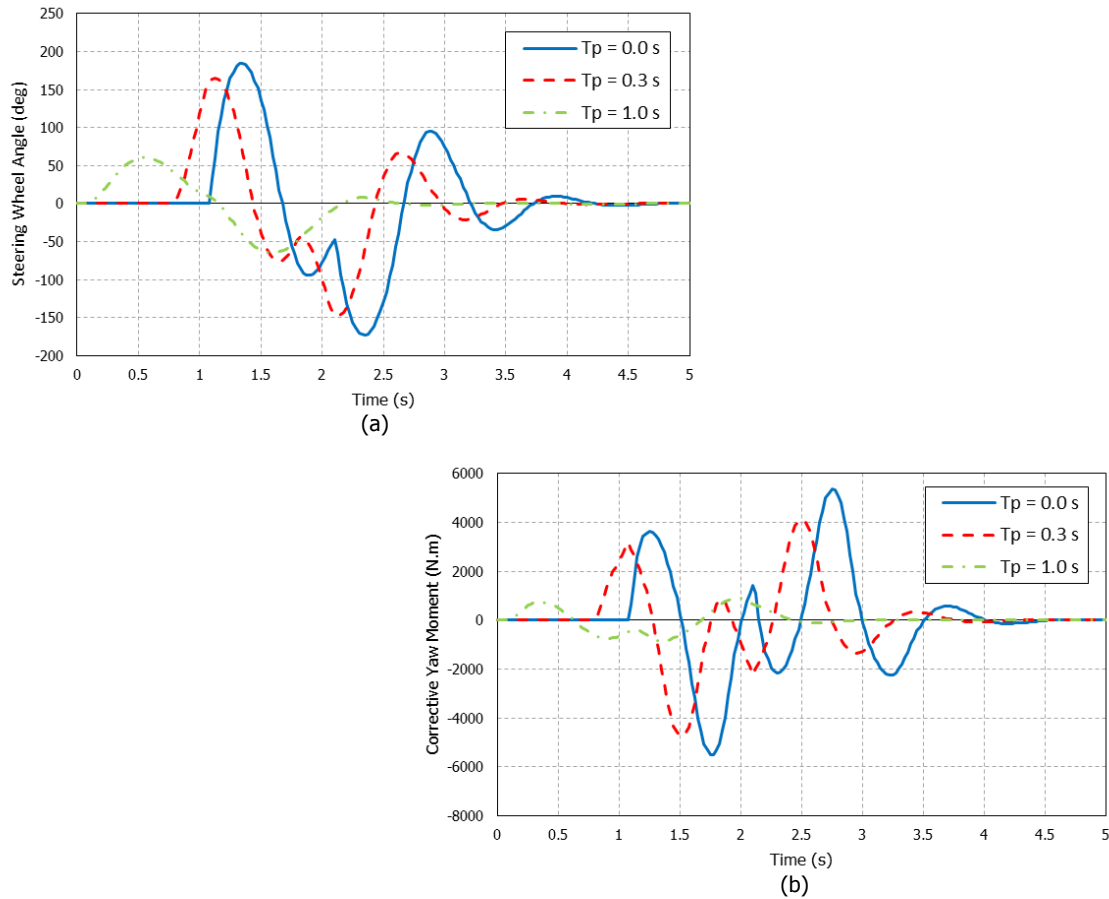 250
200
150
100
50
0
-50
-100
-150
-200
Steering Wheel Angle (deg)
Tp = 0.0 s
Tp = 0.3 s
Tp = 1.0 s
0 0.5 1 1.5 2 2.5 3 3.5 4 4.5 5
Time (s)
(a)
6000
4000
2000
0
-2000
-4000
-6000
-8000
Corrective Yaw Moment (N.m)
Tp = 0.0 s
Tp = 0.3 s
Tp = 1.0 s
0 0.5 1 1.5 2 2.5 3 3.5 4 4.5 5
Time (s)
(b)